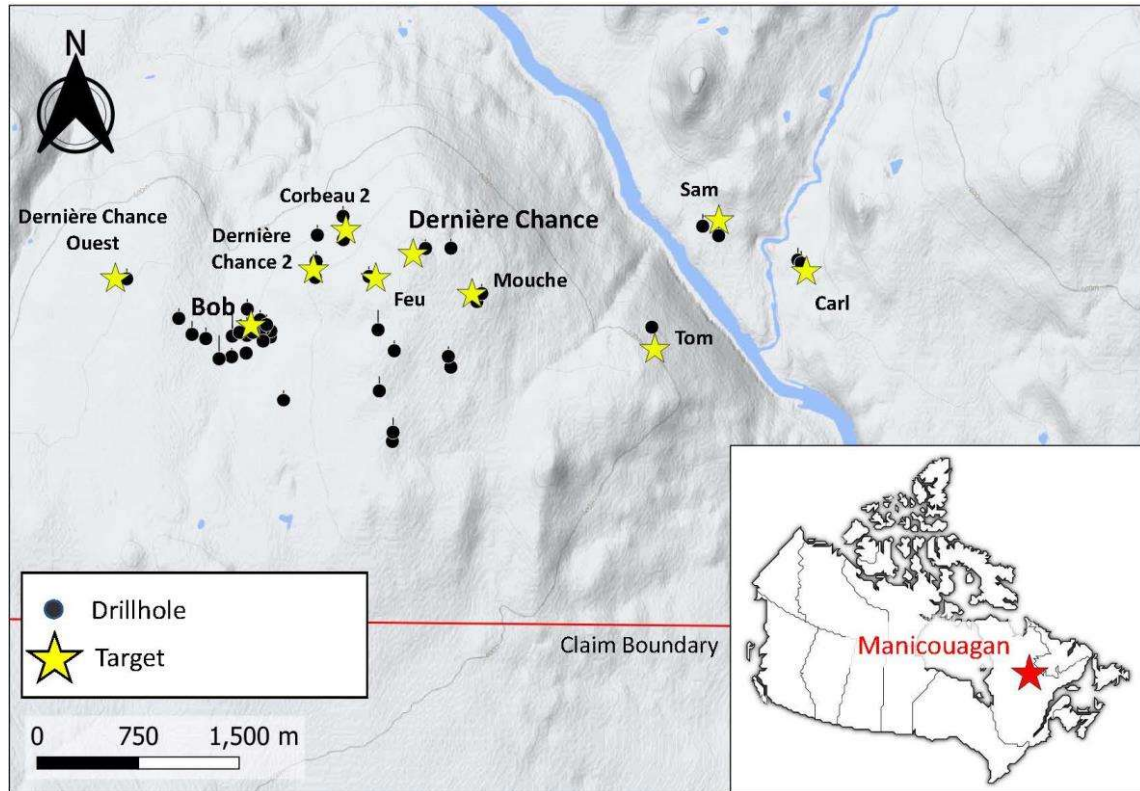 N
Sam
Corbeau 2
Dernière Chance
Ouest
Dernière Chance
Dernière
Chance 2
Mouche
Feu
Carl
Bob
Tom
Drillhole
Target
Claim Boundary
Manicouagan
0 750 1,500 m